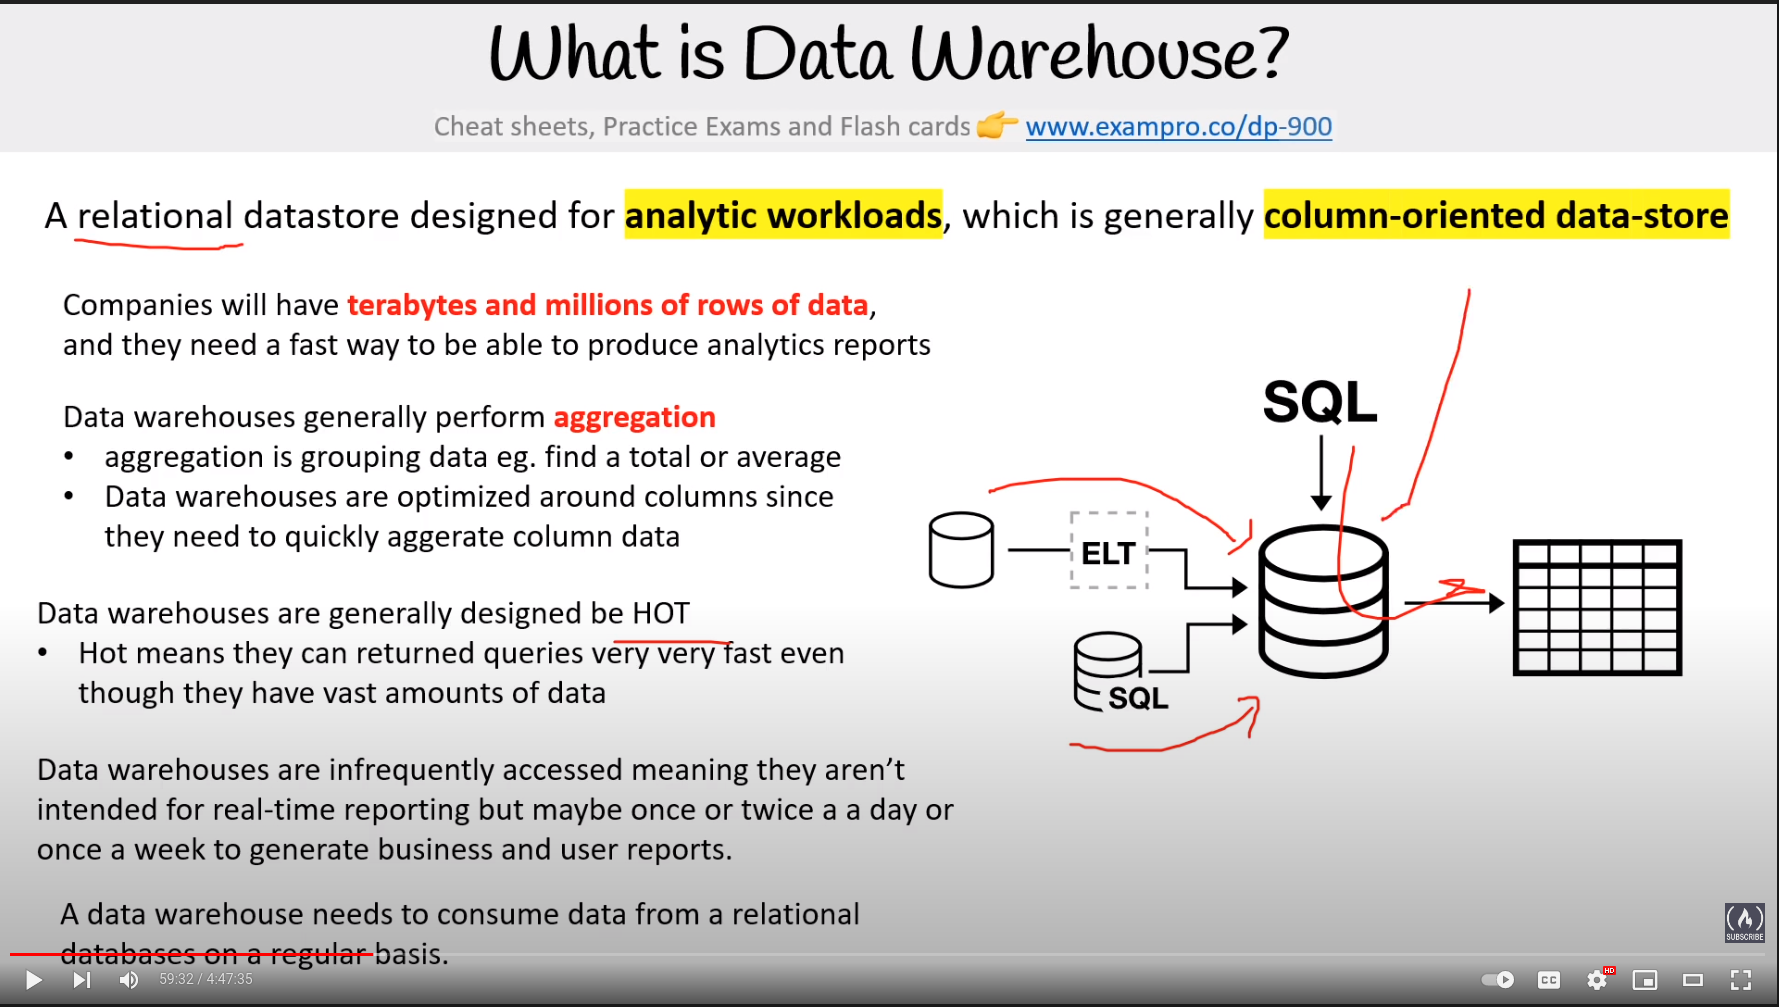 What is Data Warehouse?
Cheat sheets, Practice Exams and Flash cards 👉 www.exampro.co/dp-900
A relational datastore designed for analytic workloads, which is generally column-oriented data-store
Companies will have terabytes and millions of rows of data,
and they need a fast way to be able to produce analytics reports
Data warehouses generally perform aggregation
• aggregation is grouping data eg. find a total or average
• Data warehouses are optimized around columns since
they need to quickly aggerate column data
Data warehouses are generally designed be HOT
• Hot means they can returned queries very very fast even
though they have vast amounts of data
Data warehouses are infrequently accessed meaning they aren't
intended for real-time reporting but maybe once or twice a a day or
once a week to generate business and user reports.
A data warehouse needs to consume data from a relational
databases on a regular basis.
SQL
ELT
SQL
SUBSCRIBE
59:32 / 4:47:35
CC
HD